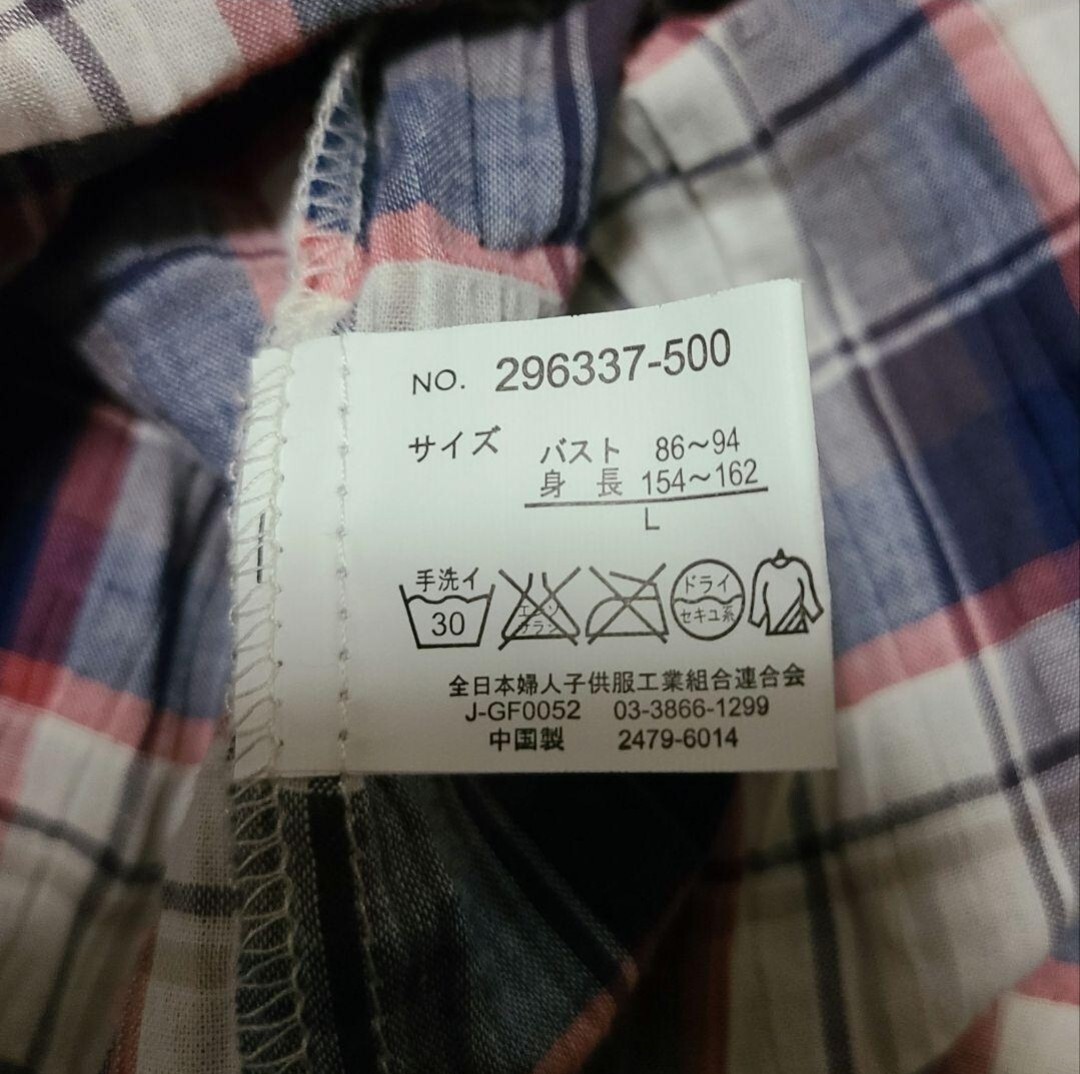 NO. 296337-500
サイズ バスト 86～94
身長 154～162
L
手洗イ 30 エンソサラシ ドライ セキユ系
全日本婦人子供服工業組合連合会
J-GF0052 03-3866-1299
中国製 2479-6014